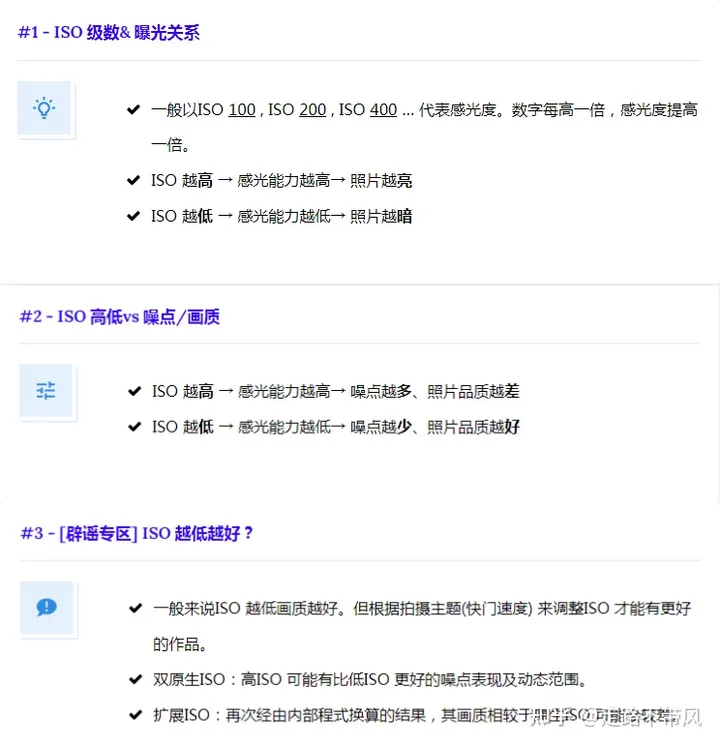 #1 - ISO 级数& 曝光关系
一般以ISO 100 , ISO 200 , ISO 400 ... 代表感光度。数字每高一倍，感光度提高
一倍。
ISO 越高 → 感光能力越高→ 照片越亮
ISO 越低 → 感光能力越低→ 照片越暗
#2 - ISO 高低vs 噪点/画质
ISO 越高 → 感光能力越高→ 噪点越多、照片品质越差
ISO 越低 → 感光能力越低→ 噪点越少、照片品质越好
#3 - [辟谣专区] ISO 越低越好？
一般来说ISO 越低画质越好。但根据拍摄主题(快门速度) 来调整ISO 才能有更好
的作品。
双原生ISO：高ISO 可能有比低ISO 更好的噪点表现及动态范围。
扩展ISO：再次经由内部程式换算的结果，其画质相较于原生ISO
知乎 @走路不带风